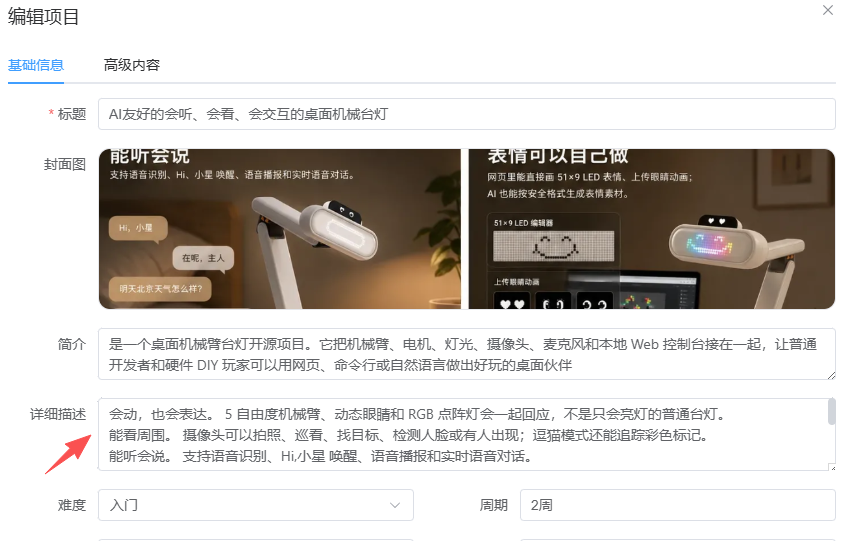 编辑项目
基础信息 高级内容
* 标题 AI友好的会听、会看、会交互的桌面机械台灯
封面图
能听会说
支持语音识别、Hi、小星 唤醒、语音播报和实时语音对话。
Hi，小星
在呢，主人
明天北京天气怎么样？
表情可以自己做
网页里能直接画 51×9 LED 表情、上传眼睛动画；
AI 也能按安全格式生成表情素材。
51×9 LED 编辑器
上传眼睛动画
简介 是一个桌面机械臂台灯开源项目。它把机械臂、电机、灯光、摄像头、麦克风和本地 Web 控制台接在一起，让普通
开发者和硬件 DIY 玩家可以用网页、命令行或自然语言做出好玩的桌面伙伴
详细描述 会动，也会表达。 5 自由度机械臂、动态眼睛和 RGB 点阵灯会一起回应，不是只会亮灯的普通台灯。
能看周围。 摄像头可以拍照、巡看、找目标、检测人脸或有人出现；逗猫模式还能追踪彩色标记。
能听会说。 支持语音识别、Hi,小星 唤醒、语音播报和实时语音对话。
难度 入门 周期 2周